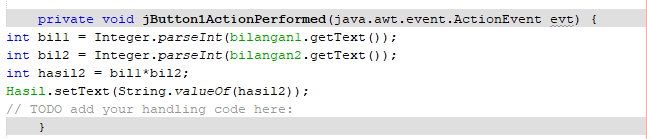 private void jButton1ActionPerformed(java.awt.event.ActionEvent evt) {
int bil1 = Integer.parseInt(bilangan1.getText());
int bil2 = Integer.parseInt(bilangan2.getText());
int hasil2 = bil1*bil2;
Hasil.setText(String.valueOf(hasil2));
// TODO add your handling code here:
}